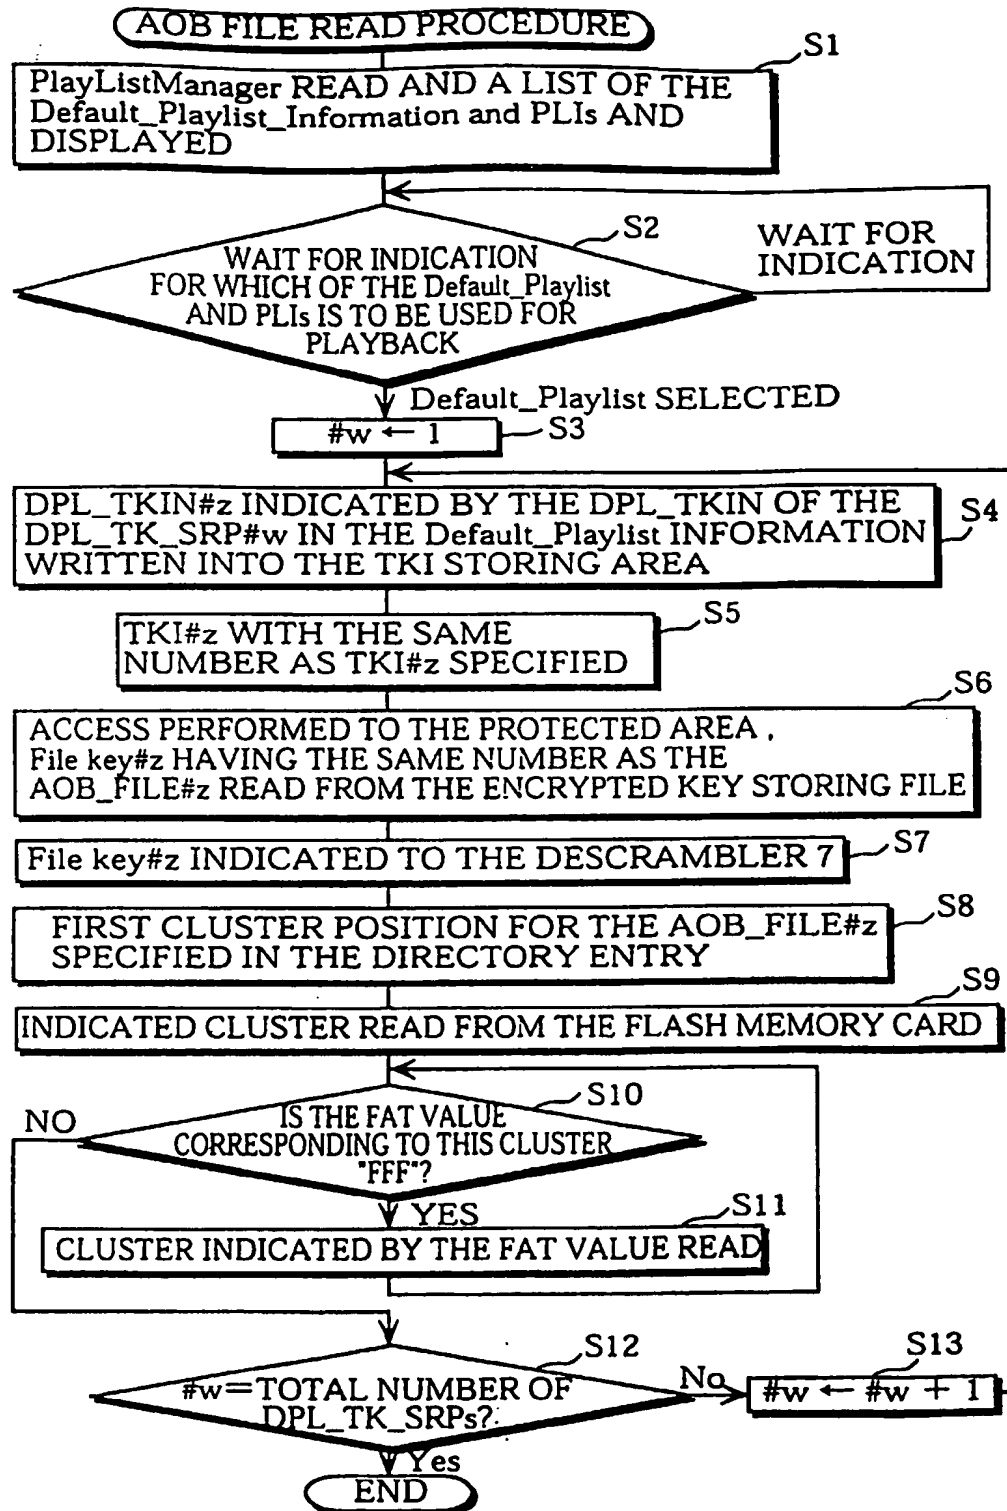 AOB FILE READ PROCEDURE
S1
PlayListManager READ AND A LIST OF THE
Default_Playlist_Information and PLIs AND
DISPLAYED
S2
WAIT FOR INDICATION
FOR WHICH OF THE Default_Playlist
AND PLIs IS TO BE USED FOR
PLAYBACK
WAIT FOR
INDICATION
Default_Playlist SELECTED
#w ← 1
S3
DPL_TKIN#z INDICATED BY THE DPL_TKIN OF THE
DPL_TK_SRP#w IN THE Default_Playlist INFORMATION
WRITTEN INTO THE TKI STORING AREA
S4
S5
TKI#z WITH THE SAME
NUMBER AS TKI#z SPECIFIED
S6
ACCESS PERFORMED TO THE PROTECTED AREA,
File key#z HAVING THE SAME NUMBER AS THE
AOB_FILE#z READ FROM THE ENCRYPTED KEY STORING FILE
File key#z INDICATED TO THE DESCRAMBLER 7
S7
FIRST CLUSTER POSITION FOR THE AOB_FILE#z
SPECIFIED IN THE DIRECTORY ENTRY
S8
S9
INDICATED CLUSTER READ FROM THE FLASH MEMORY CARD
S10
NO
IS THE FAT VALUE
CORRESPONDING TO THIS CLUSTER
"FFF"?
YES
S11
CLUSTER INDICATED BY THE FAT VALUE READ
S12
#w=TOTAL NUMBER OF
DPL_TK_SRPs?
No
S13
#w ← #w + 1
Yes
END